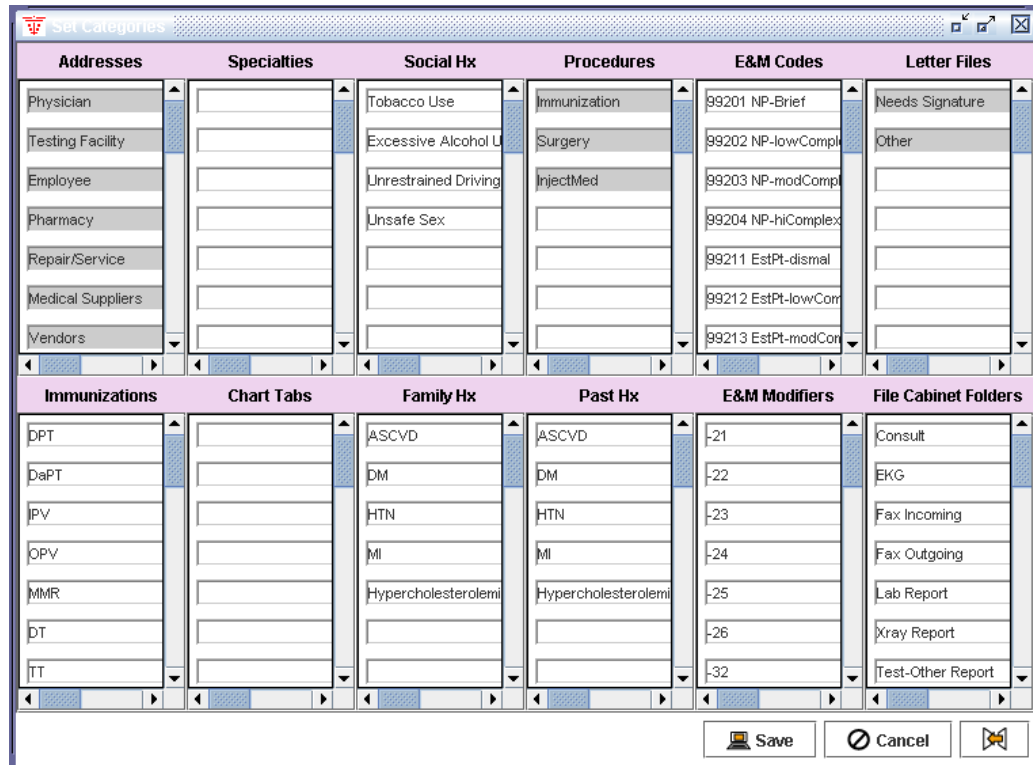 Set Categories
Addresses
Specialties
Social Hx
Procedures
E&M Codes
Letter Files
Physician
Testing Facility
Employee
Pharmacy
Repair/Service
Medical Suppliers
Vendors
Tobacco Use
Excessive Alcohol U
Unrestrained Driving
Unsafe Sex
Immunization
Surgery
InjectMed
99201 NP-Brief
99202 NP-lowCompl
99203 NP-modCompl
99204 NP-hiComplex
99211 EstPt-dismal
99212 EstPt-lowCom
99213 EstPt-modCon
Needs Signature
Other
Immunizations
Chart Tabs
Family Hx
Past Hx
E&M Modifiers
File Cabinet Folders
DPT
DaPT
IPV
OPV
MMR
DT
TT
ASCVD
DM
HTN
MI
Hypercholesterolemi
ASCVD
DM
HTN
MI
Hypercholesterolemi
-21
-22
-23
-24
-25
-26
-32
Consult
EKG
Fax Incoming
Fax Outgoing
Lab Report
Xray Report
Test-Other Report
Save
Cancel